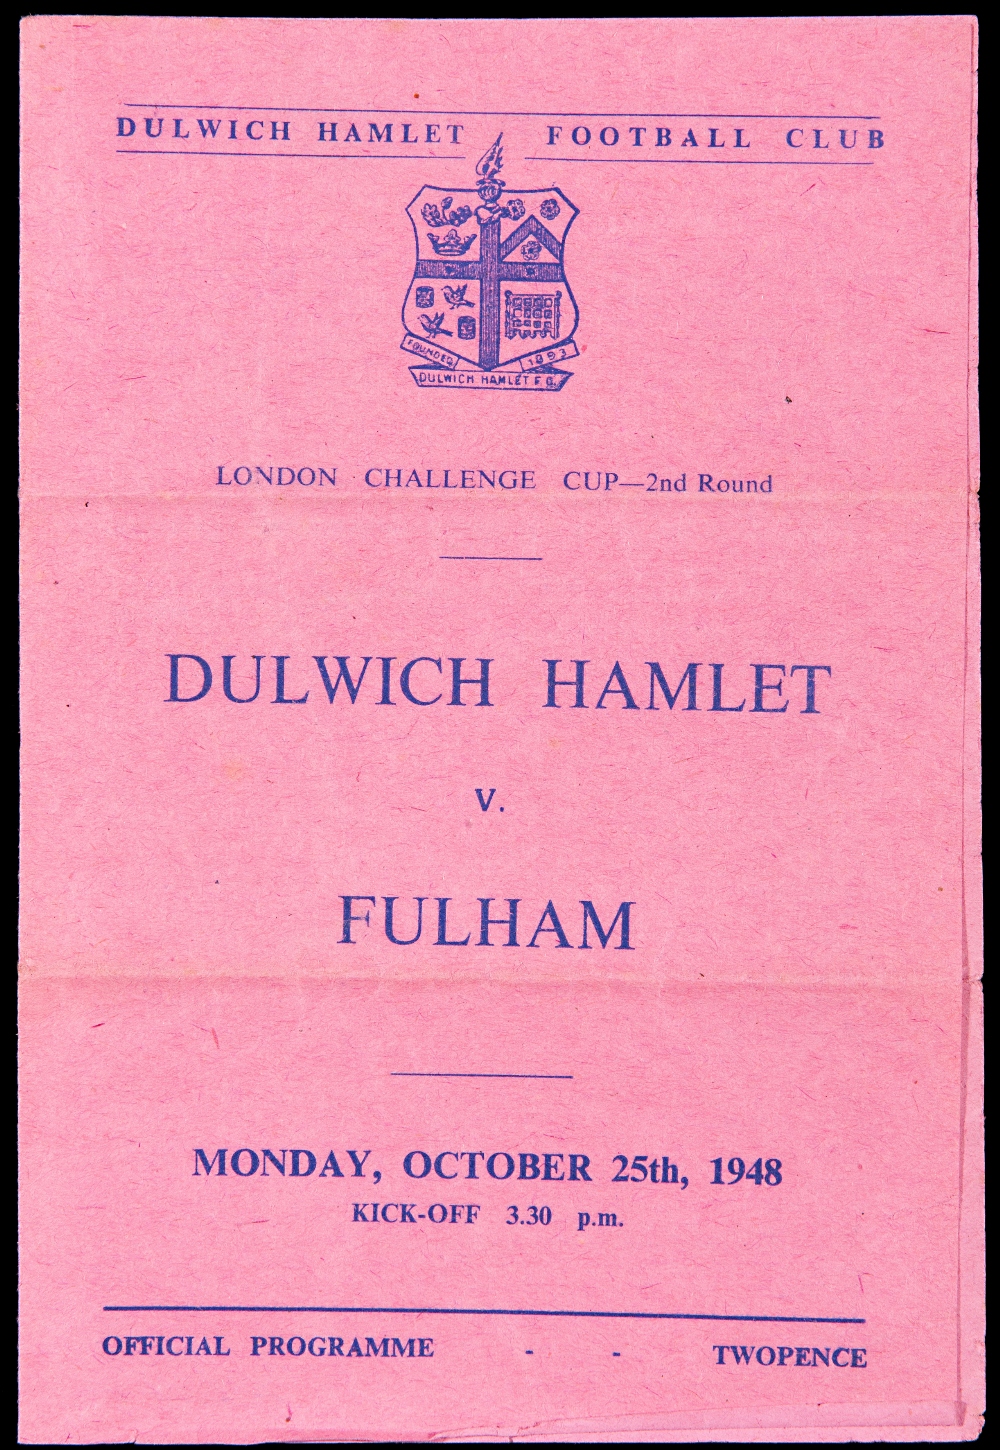 DULWICH HAMLET FOOTBALL CLUB
FOUNDED 1893
DULWICH HAMLET F.C.
LONDON CHALLENGE CUP—2nd Round
DULWICH HAMLET
v.
FULHAM
MONDAY, OCTOBER 25th, 1948
KICK-OFF 3.30 p.m.
OFFICIAL PROGRAMME - - TWOPENCE